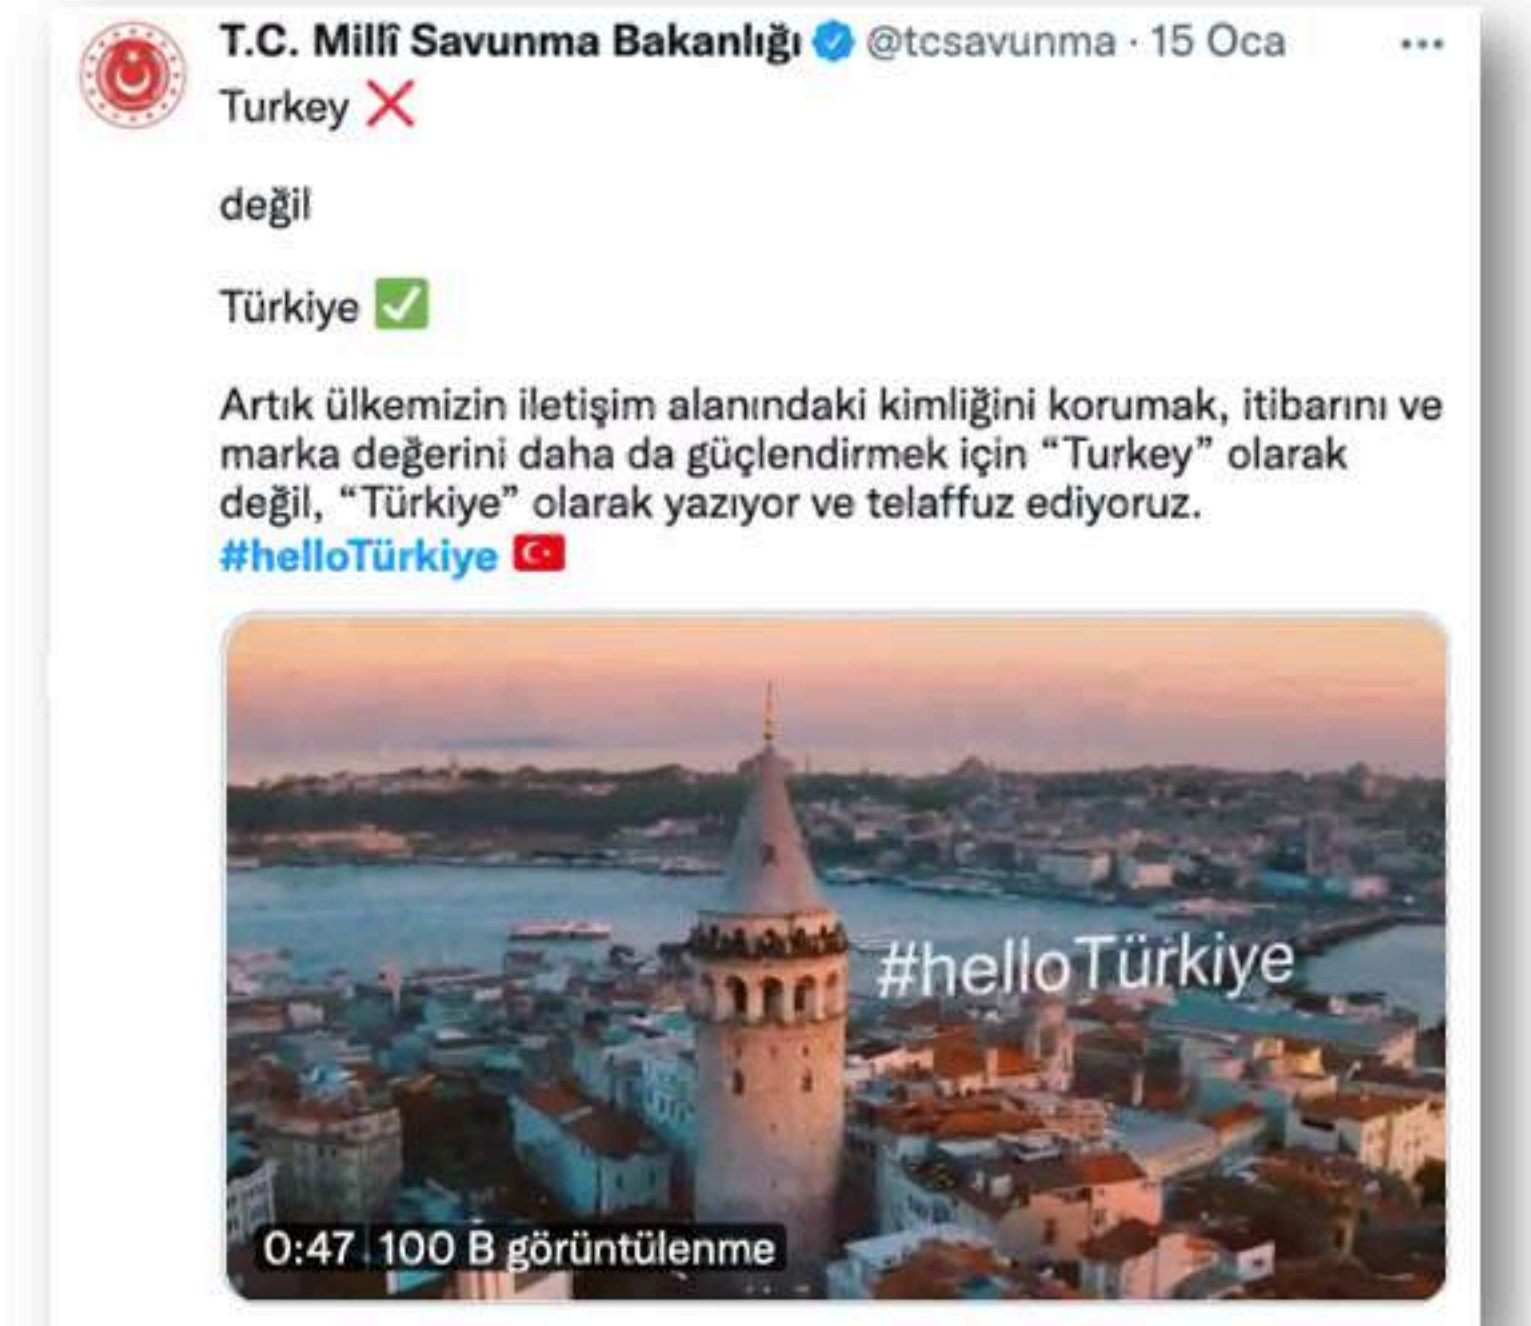 T.C. Millî Savunma Bakanlığı @tcsavunma · 15 Oca
Turkey ❌
değil
Türkiye ✅
Artık ülkemizin iletişim alanındaki kimliğini korumak, itibarını ve
marka değerini daha da güçlendirmek için “Turkey” olarak
değil, “Türkiye” olarak yazıyor ve telaffuz ediyoruz.
#helloTürkiye 🇹🇷
#helloTürkiye
0:47 100 B görüntülenme